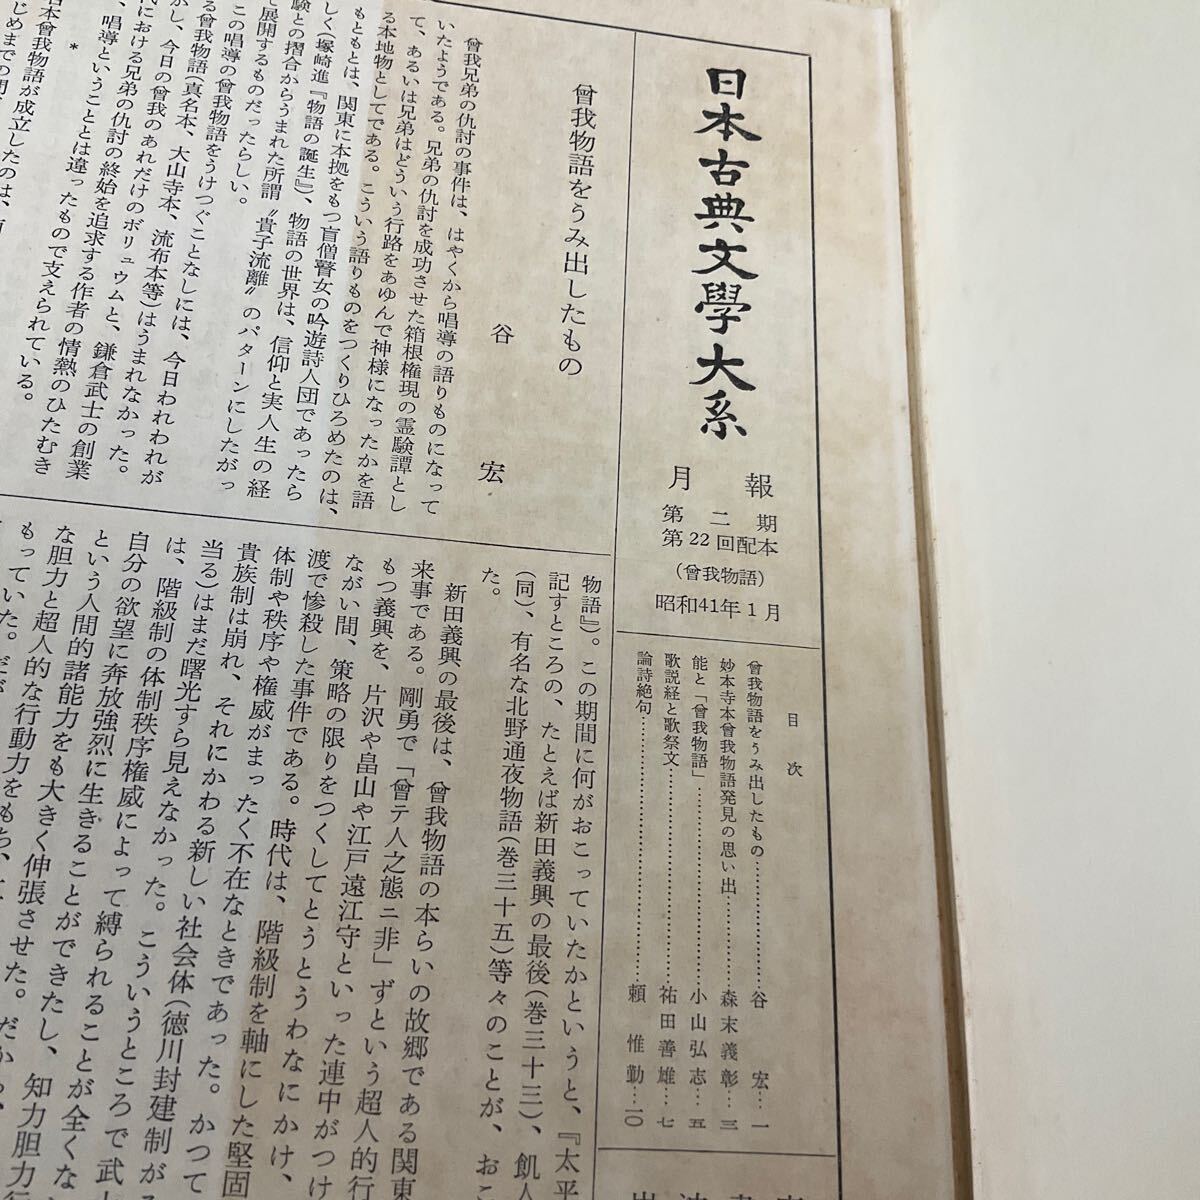 日本古典文學大系
月報
第二期
第22回配本
(曾我物語)
昭和41年1月
目次
曾我物語をうみ出したもの……………谷宏…一
妙本寺本曾我物語発見の思い出…………森末義彰…三
能と「曾我物語」……………………小山弘志…五
歌説経と歌祭文……………………祐田善雄…七
論詩絶句…………………………頼惟勤…一〇
曾我物語をうみ出したもの
谷宏
曾我兄弟の仇討の事件は、はやくから唱導の語りものになって
いたようである。兄弟の仇討を成功させた箱根権現の霊験譚とし
て、あるいは兄弟はどういう行路をあゆんで神様になったかを語
る本地物としてである。こういう語りものをつくりひろめたのは、
もともとは、関東に本拠をもつ盲僧瞽女の吟遊詩人団であったら
しく(塚崎進『物語の誕生』)、物語の世界は、信仰と実人生の経
験との摺合からうまれた所謂〝貴子流離〟のパターンにしたがっ
て展開するものだったらしい。
この唱導の曾我物語をうけつぐことなしには、今日われわれが
る曾我物語(真名本、大山寺本、流布本等)はうまれなかった。
かし、今日の曾我のあれだけのボリュウムと、鎌倉武士の創業
における兄弟の仇討の終始を追求する作者の情熱のひたむき
、唱導ということとは違ったもので支えられている。
*
名本曾我物語が成立したのは、
じめまでの間
物語』)。この期間に何がおこっていたかというと、『太平
記すところの、たとえば新田義興の最後(巻三十三)、飢人
(同)、有名な北野通夜物語(巻三十五)等々のことが、おこ
た。
新田義興の最後は、曾我物語の本らいの故郷である関東
来事である。剛勇で「曾テ人之態ニ非」ずという超人的行
もつ義興を、片沢や畠山や江戸遠江守といった連中がつけ
ながい間、策略の限りをつくしてとうとうわなにかけ、
渡で惨殺した事件である。時代は、階級制を軸にした堅固
体制や秩序や権威がまったく不在なときであった。かつて
貴族制は崩れ、それにかわる新しい社会体(徳川封建制が
当る)はまだ曙光すら見えなかった。こういうところで武士
は、階級制の体制秩序権威によって縛られることが全くな
自分の欲望に奔放強烈に生きることができたし、知力胆力
という人間的諸能力をも大きく伸張させた。だから、
な胆力と超人的な行動力をもち、
もっていた。だが